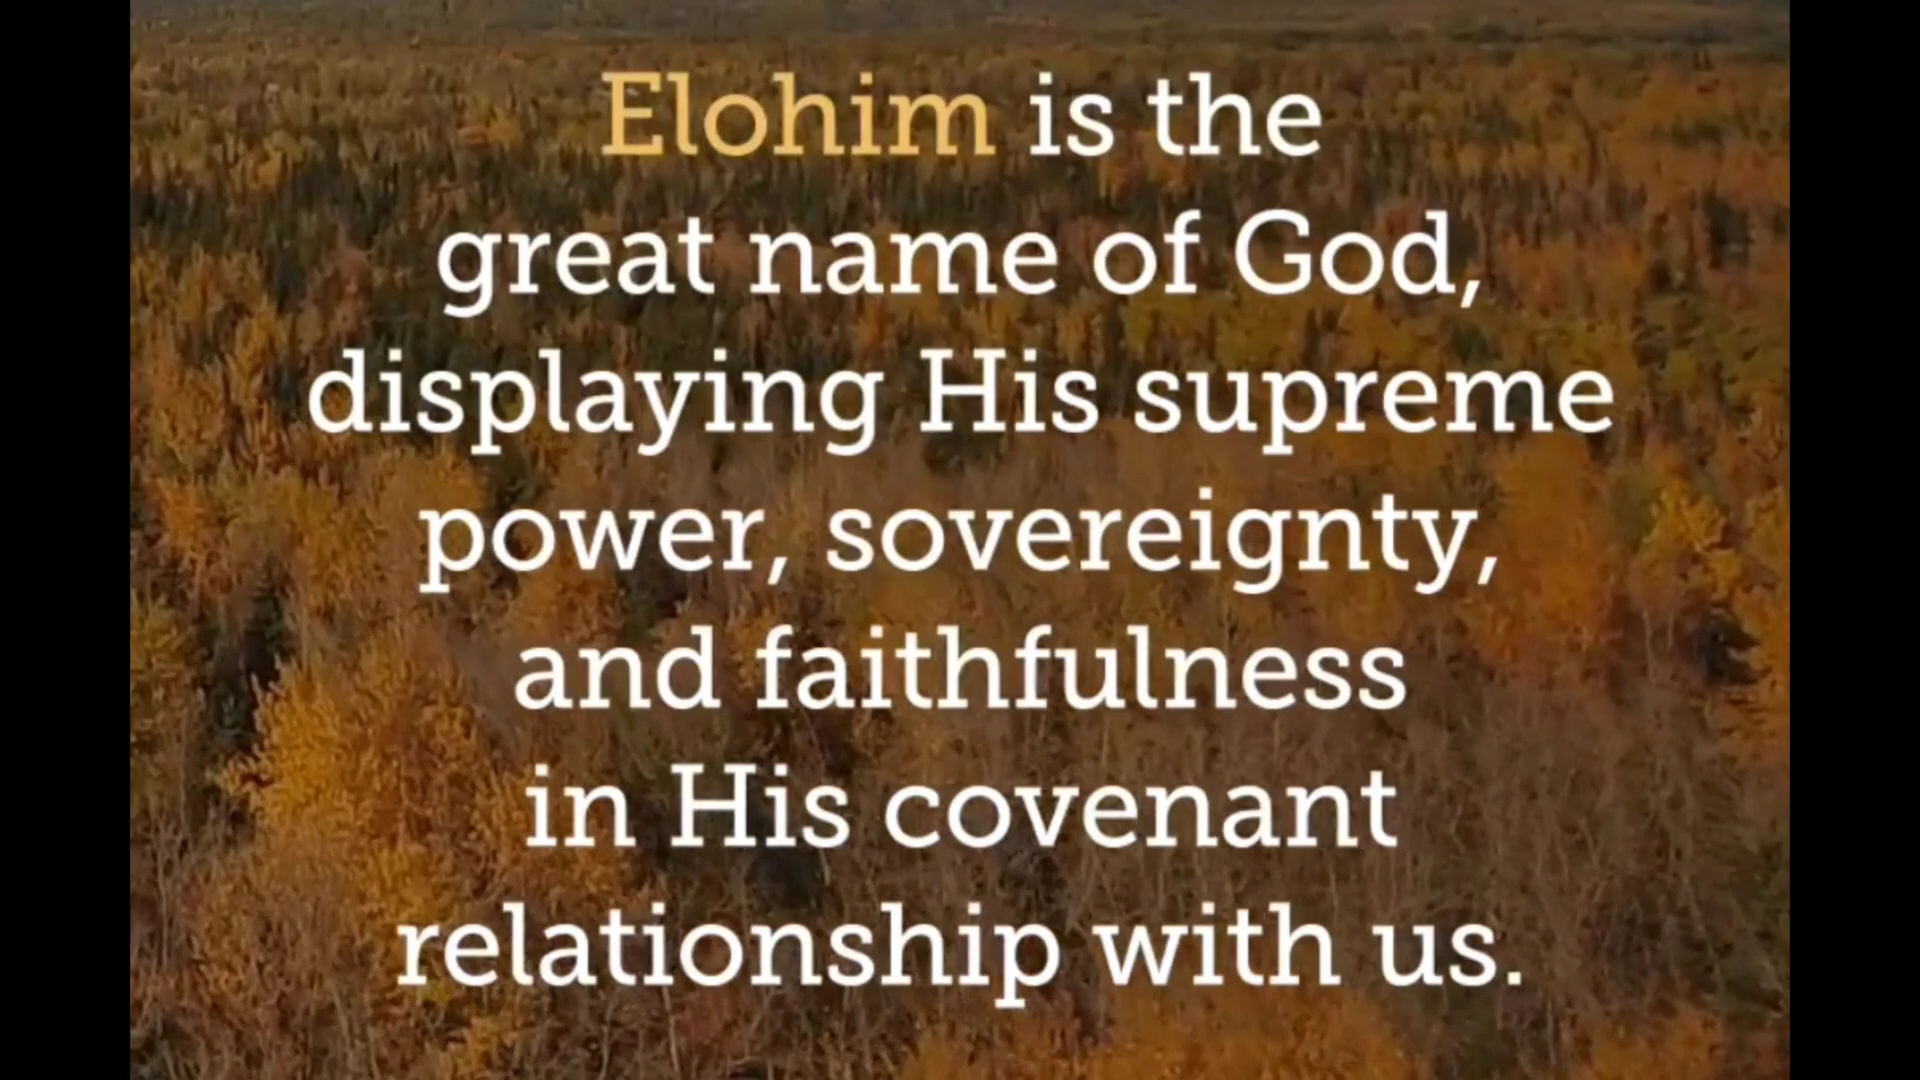 Elohim is the
great name of God,
displaying His supreme
power, sovereignty,
and faithfulness
in His covenant
relationship with us.